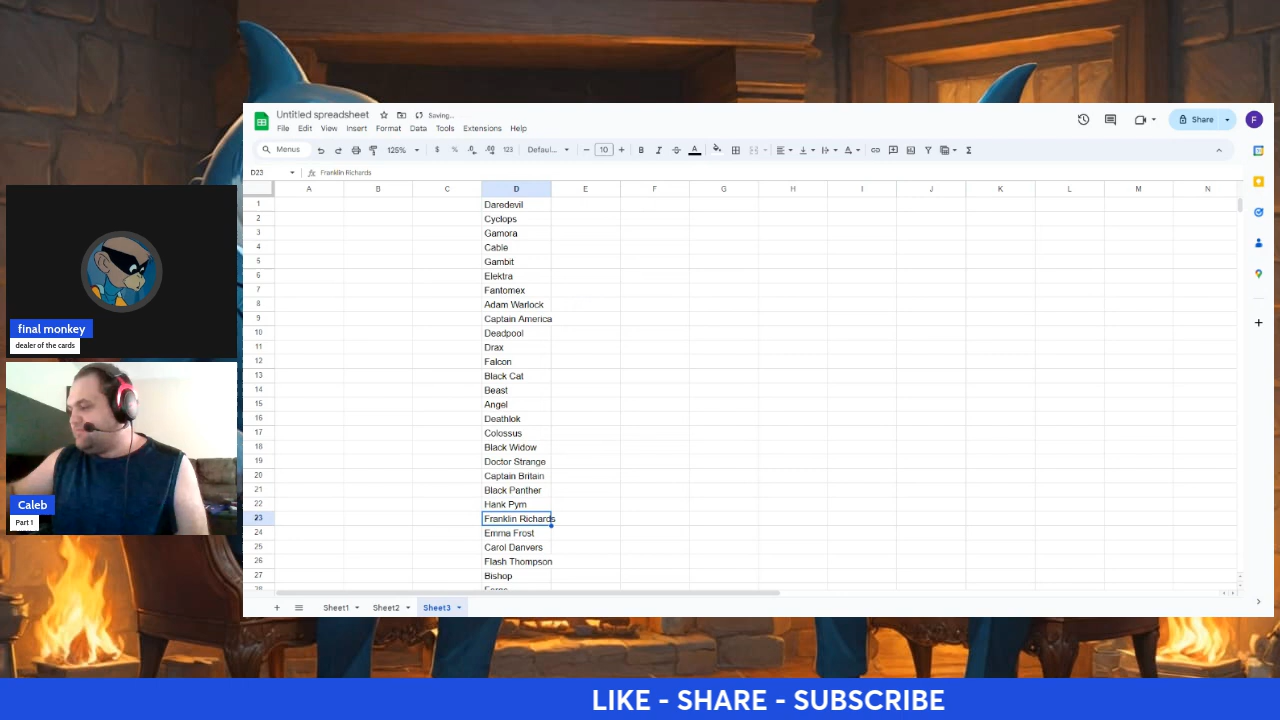 Untitled spreadsheet
Saving...
File Edit View Insert Format Data Tools Extensions Help
Share
F
Menus
125%
$ % .0 .00 123
Defaul...
10
B I A
D23
Franklin Richards
A B C D E F G H I J K L M N
1 Daredevil
2 Cyclops
3 Gamora
4 Cable
5 Gambit
6 Elektra
7 Fantomex
8 Adam Warlock
9 Captain America
10 Deadpool
11 Drax
12 Falcon
13 Black Cat
14 Beast
15 Angel
16 Deathlok
17 Colossus
18 Black Widow
19 Doctor Strange
20 Captain Britain
21 Black Panther
22 Hank Pym
23 Franklin Richards
24 Emma Frost
25 Carol Danvers
26 Flash Thompson
27 Bishop
28
Sheet1 Sheet2 Sheet3
final monkey
dealer of the cards
Caleb
Part 1
LIKE - SHARE - SUBSCRIBE